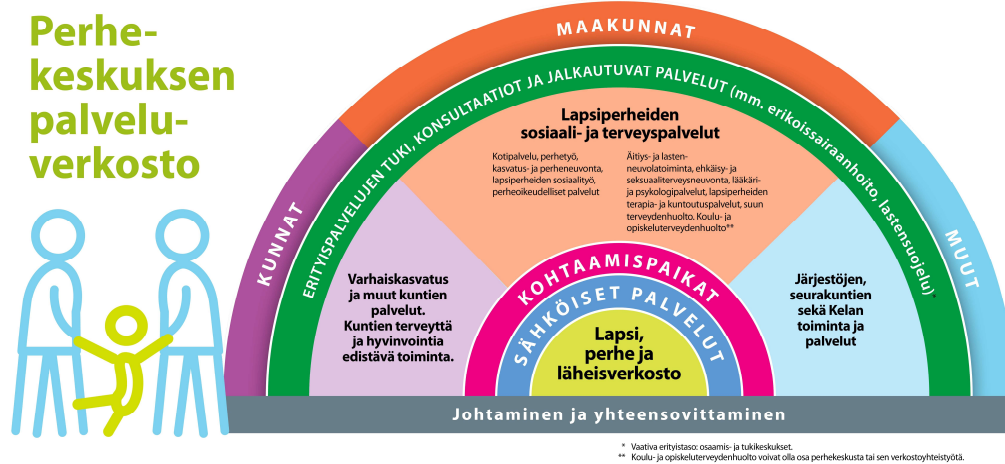 Perhe-
keskuksen
palvelu-
verkosto
MAAKUNNAT
KUNNAT
MUUT
ERITYISPALVELUJEN TUKI, KONSULTAATIOT JA JALKAUTUVAT PALVELUT (mm. erikoissairaanhoito, lastensuojelu)*
Lapsiperheiden
sosiaali- ja terveyspalvelut
Kotipalvelu, perhetyö,
kasvatus- ja perheneuvonta,
lapsiperheiden sosiaalityö,
perheoikeudelliset palvelut
Äitiys- ja lasten-
neuvolatoiminta, ehkäisy- ja
seksuaaliterveysneuvonta, lääkäri-
ja psykologipalvelut, lapsiperheiden
terapia- ja kuntoutuspalvelut, suun
terveydenhuolto. Koulu- ja
opiskeluterveydenhuolto**
Varhaiskasvatus
ja muut kuntien
palvelut.
Kuntien terveyttä
ja hyvinvointia
edistävä toiminta.
Järjestöjen,
seurakuntien
sekä Kelan
toiminta ja
palvelut
KOHTAAMISPAIKAT
SÄHKÖISET PALVELUT
Lapsi,
perhe ja
läheisverkosto
Johtaminen ja yhteensovittaminen
* Vaativa erityistaso: osaamis- ja tukikeskukset.
** Koulu- ja opiskeluterveydenhuolto voivat olla osa perhekeskusta tai sen verkostoyhteistyötä.